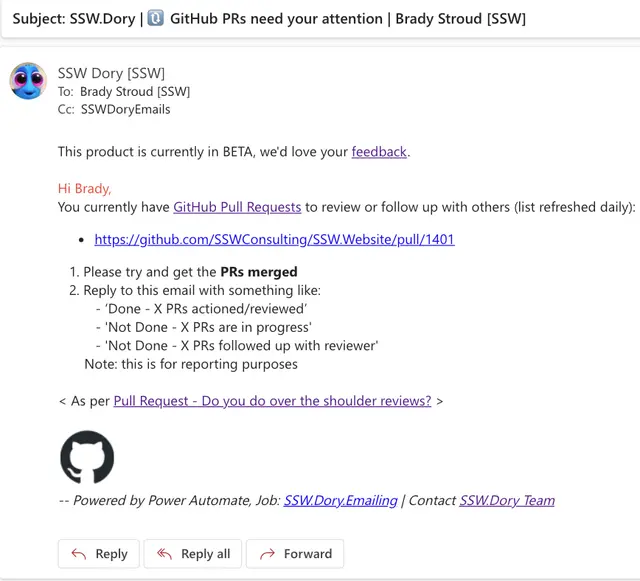 Subject: SSW.Dory | 🔃 GitHub PRs need your attention | Brady Stroud [SSW]
SSW Dory [SSW]
To: Brady Stroud [SSW]
Cc: SSWDoryEmails
This product is currently in BETA, we'd love your feedback.
Hi Brady,
You currently have GitHub Pull Requests to review or follow up with others (list refreshed daily):
• https://github.com/SSWConsulting/SSW.Website/pull/1401
1. Please try and get the PRs merged
2. Reply to this email with something like:
- ‘Done - X PRs actioned/reviewed’
- 'Not Done - X PRs are in progress'
- 'Not Done - X PRs followed up with reviewer'
Note: this is for reporting purposes
< As per Pull Request - Do you do over the shoulder reviews? >
-- Powered by Power Automate, Job: SSW.Dory.Emailing | Contact SSW.Dory Team
Reply Reply all Forward